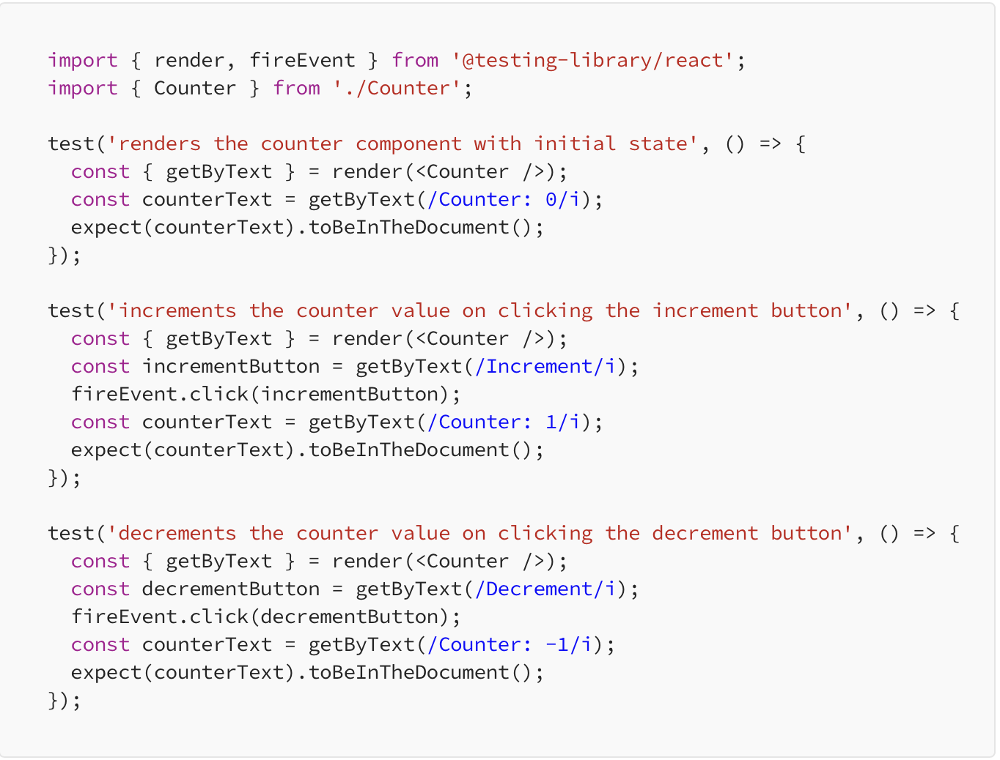 import { render, fireEvent } from '@testing-library/react';
import { Counter } from './Counter';

test('renders the counter component with initial state', () => {
  const { getByText } = render(<Counter />);
  const counterText = getByText(/Counter: 0/i);
  expect(counterText).toBeInTheDocument();
});

test('increments the counter value on clicking the increment button', () => {
  const { getByText } = render(<Counter />);
  const incrementButton = getByText(/Increment/i);
  fireEvent.click(incrementButton);
  const counterText = getByText(/Counter: 1/i);
  expect(counterText).toBeInTheDocument();
});

test('decrements the counter value on clicking the decrement button', () => {
  const { getByText } = render(<Counter />);
  const decrementButton = getByText(/Decrement/i);
  fireEvent.click(decrementButton);
  const counterText = getByText(/Counter: -1/i);
  expect(counterText).toBeInTheDocument();
});